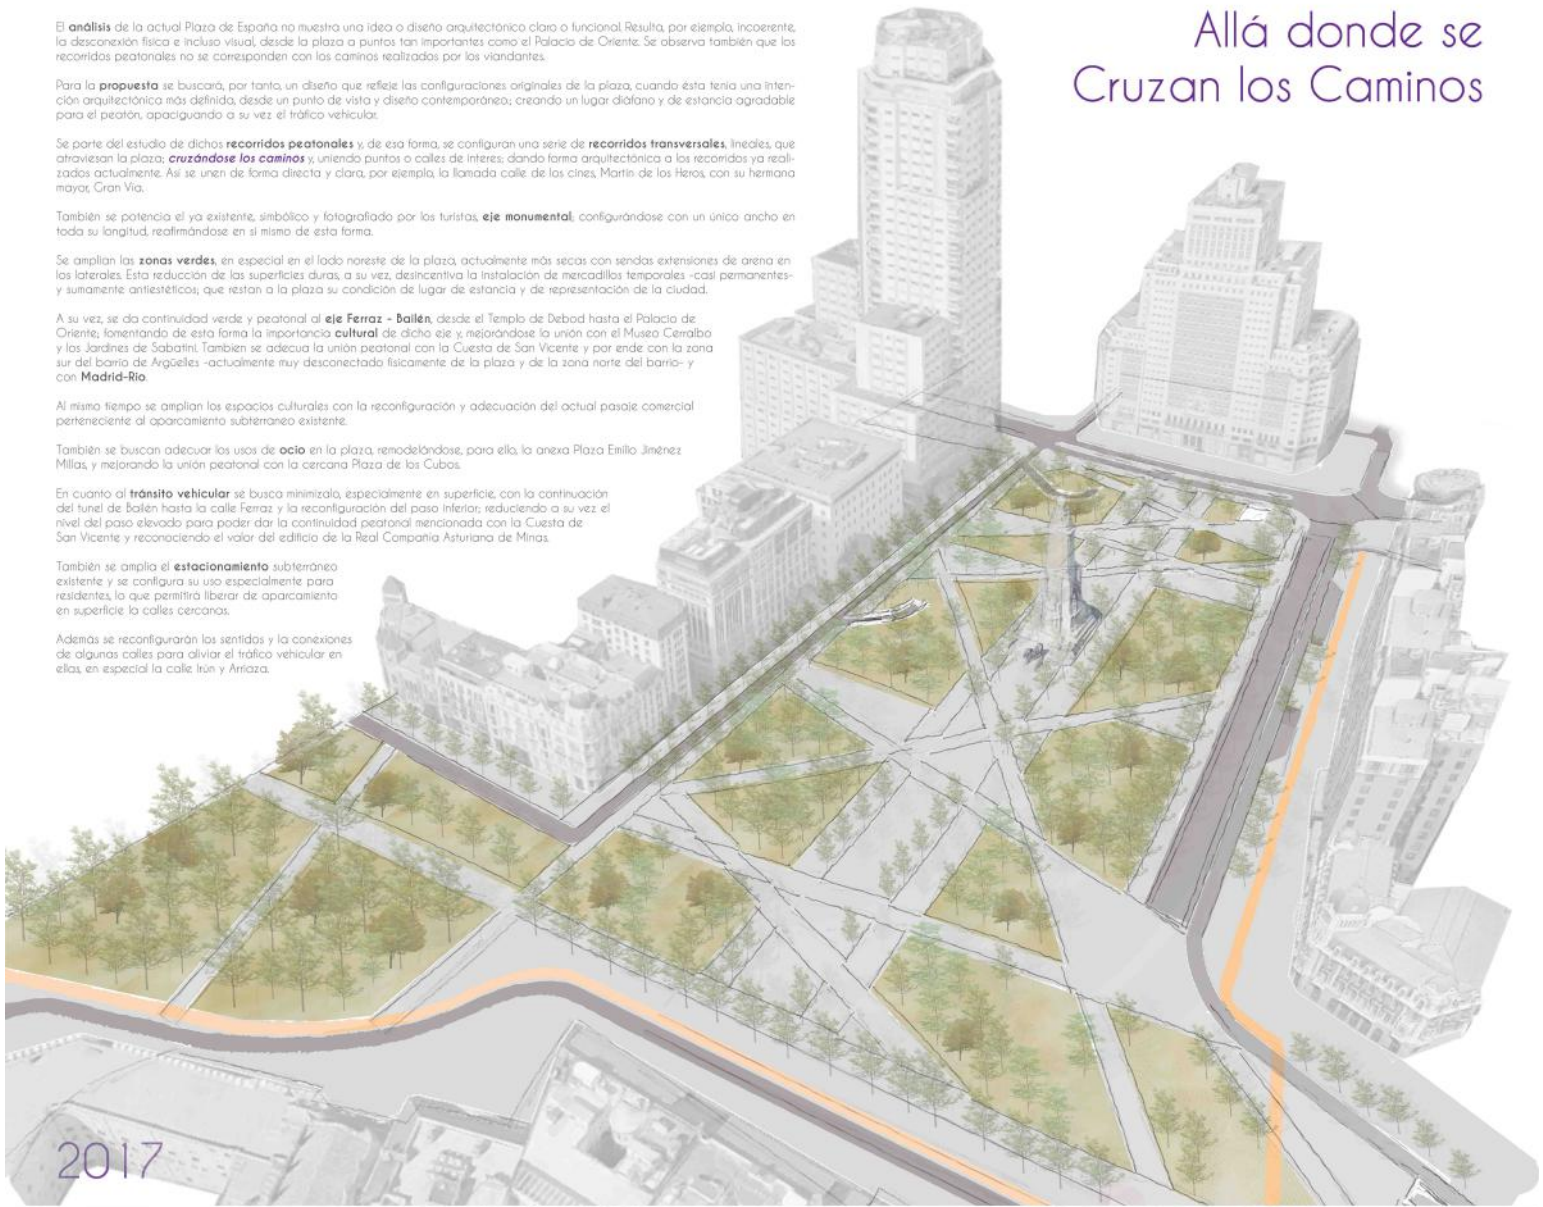 Allá donde se
Cruzan los Caminos
El análisis de la actual Plaza de España no muestra una idea o diseño arquitectónico claro o funcional. Resulta, por ejemplo, incoerente,
la desconexión física e incluso visual, desde la plaza a puntos tan importantes como el Palacio de Oriente. Se observa también que los
recorridos peatonales no se corresponden con los caminos realizados por los viandantes.
Para la propuesta se buscará, por tanto, un diseño que refleje las configuraciones originales de la plaza, cuando ésta tenía una inten-
ción arquitectónica más definida, desde un punto de vista y diseño contemporáneo; creando un lugar diáfano y de estancia agradable
para el peatón, apaciguando a su vez el tráfico vehicular.
Se parte del estudio de dichos recorridos peatonales y, de esa forma, se configuran una serie de recorridos transversales, lineales, que
atraviesan la plaza; cruzándose los caminos y, uniendo puntos o calles de interes; dando forma arquitectónica a los recorridos ya reali-
zados actualmente. Así se unen de forma directa y clara, por ejemplo, la llamada calle de los cines, Martín de los Heros, con su hermana
mayor, Gran Vía.
También se potencia el ya existente, simbólico y fotografiado por los turistas, eje monumental; configurándose con un único ancho en
toda su longitud, reafirmándose en si mismo de esta forma.
Se amplian las zonas verdes, en especial en el lado noreste de la plaza, actualmente más secas con sendas extensiones de arena en
los laterales. Esta reducción de las superficies duras, a su vez, desincentiva la instalación de mercadillos temporales -casi permanentes-
y sumamente antiestéticos; que restan a la plaza su condición de lugar de estancia y de representación de la ciudad.
A su vez, se da continuidad verde y peatonal al eje Ferraz - Bailén, desde el Templo de Debod hasta el Palacio de
Oriente; fomentando de esta forma la importancia cultural de dicho eje y, mejorándose la unión con el Museo Cerralbo
y los Jardines de Sabatini. Tambien se adecua la unión peatonal con la Cuesta de San Vicente y por ende con la zona
sur del barrio de Argüelles -actualmente muy desconectado fisicamente de la plaza y de la zona norte del barrio- y
con Madrid-Río.
Al mismo tiempo se amplian los espacios culturales con la reconfiguración y adecuación del actual pasaje comercial
perteneciente al aparcamiento subterraneo existente.
También se buscan adecuar los usos de ocio en la plaza, remodelándose, para ello, la anexa Plaza Emilio Jiménez
Millas, y mejorando la unión peatonal con la cercana Plaza de los Cubos.
En cuanto al tránsito vehicular se busca minimizalo, especialmente en superficie, con la continuación
del tunel de Bailén hasta la calle Ferraz y la reconfiguración del paso inferior; reduciendo a su vez el
nivel del paso elevado para poder dar la continuidad peatonal mencionada con la Cuesta de
San Vicente y reconociendo el valor del edificio de la Real Compañia Asturiana de Minas.
También se amplia el estacionamiento subterráneo
existente y se configura su uso especialmente para
residentes, lo que permitirá liberar de aparcamiento
en superficie la calles cercanas.
Además se reconfigurarán los sentidos y la conexiones
de algunas calles para aliviar el tráfico vehicular en
ellas, en especial la calle Irún y Arriaza.
2017